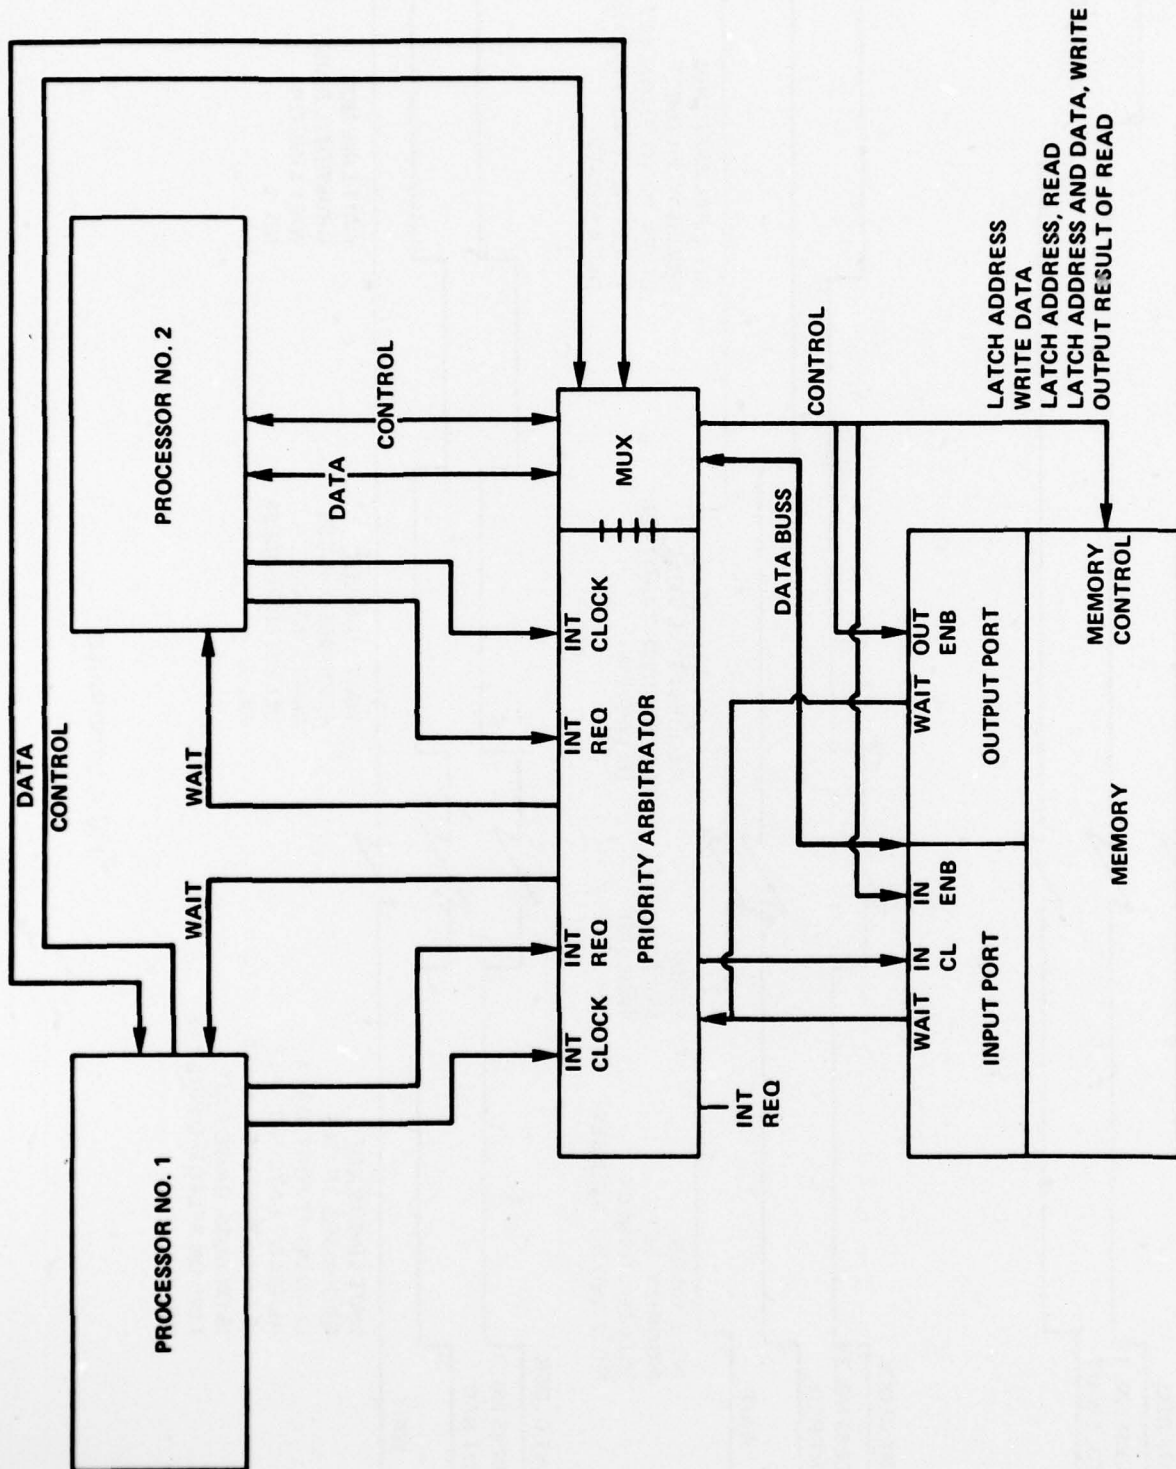 DATA
CONTROL
PROCESSOR NO. 1
PROCESSOR NO. 2
WAIT
WAIT
DATA
CONTROL
INT
CLOCK
INT
REQ
INT
REQ
INT
CLOCK
PRIORITY ARBITRATOR
MUX
INT
REQ
DATA BUSS
CONTROL
WAIT
IN
CL
IN
ENB
WAIT
OUT
ENB
INPUT PORT
OUTPUT PORT
MEMORY
MEMORY
CONTROL
LATCH ADDRESS
WRITE DATA
LATCH ADDRESS, READ
LATCH ADDRESS AND DATA, WRITE
OUTPUT RESULT OF READ